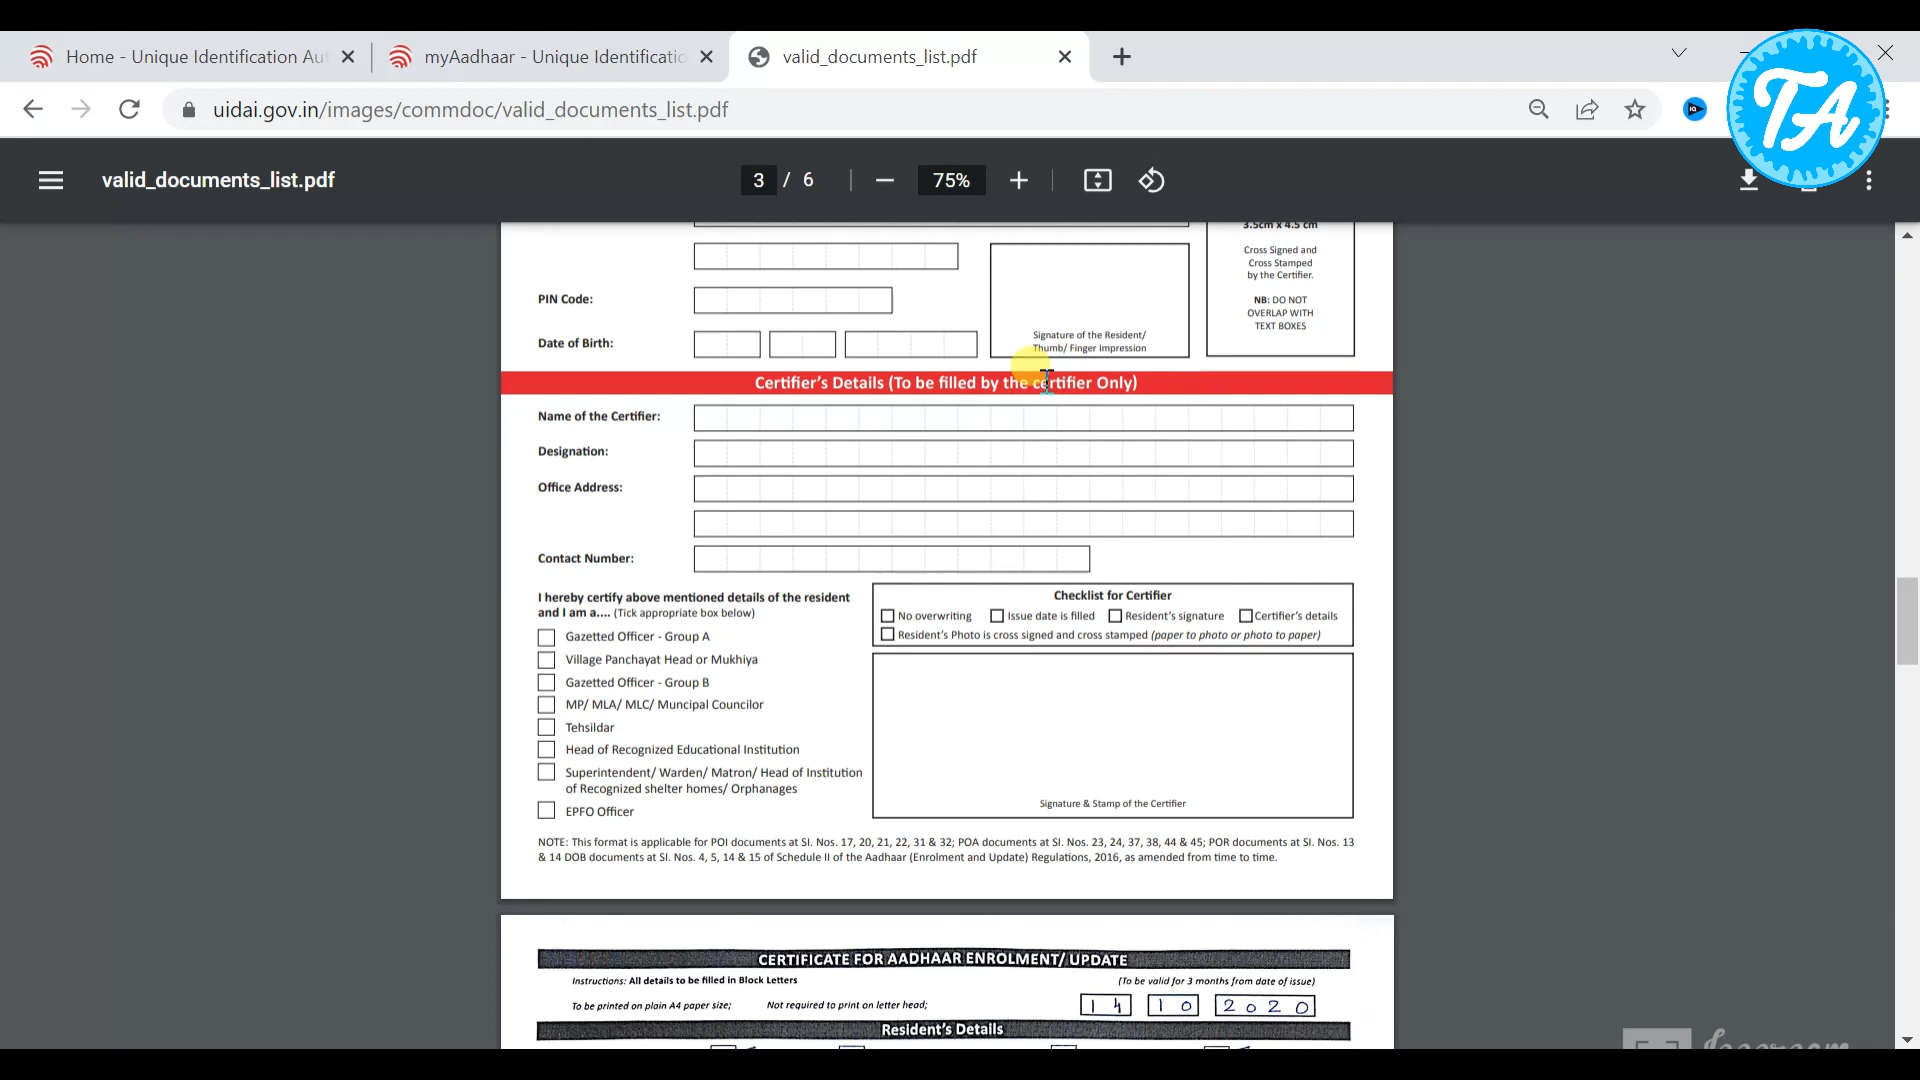 Home - Unique Identification Au
myAadhaar - Unique Identificatio
valid_documents_list.pdf
TA
uidai.gov.in/images/commdoc/valid_documents_list.pdf
valid_documents_list.pdf
3 / 6
75%
3.5cm x 4.5 cm
Cross Signed and
Cross Stamped
by the Certifier.
NB: DO NOT
OVERLAP WITH
TEXT BOXES
PIN Code:
Signature of the Resident/
Thumb/ Finger Impression
Date of Birth:
Certifier's Details (To be filled by the certifier Only)
Name of the Certifier:
Designation:
Office Address:
Contact Number:
I hereby certify above mentioned details of the resident
and I am a.... (Tick appropriate box below)
Gazetted Officer - Group A
Village Panchayat Head or Mukhiya
Gazetted Officer - Group B
MP/ MLA/ MLC/ Muncipal Councilor
Tehsildar
Head of Recognized Educational Institution
Superintendent/ Warden/ Matron/ Head of Institution
of Recognized shelter homes/ Orphanages
EPFO Officer
Checklist for Certifier
No overwriting Issue date is filled Resident's signature Certifier's details
Resident's Photo is cross signed and cross stamped (paper to photo or photo to paper)
Signature & Stamp of the Certifier
NOTE: This format is applicable for POI documents at SI. Nos. 17, 20, 21, 22, 31 & 32; POA documents at SI. Nos. 23, 24, 37, 38, 44 & 45; POR documents at SI. Nos. 13
& 14 DOB documents at SI. Nos. 4, 5, 14 & 15 of Schedule II of the Aadhaar (Enrolment and Update) Regulations, 2016, as amended from time to time.
CERTIFICATE FOR AADHAAR ENROLMENT/ UPDATE
Instructions: All details to be filled in Block Letters
(To be valid for 3 months from date of issue)
To be printed on plain A4 paper size; Not required to print on letter head;
14 10 2020
Resident's Details